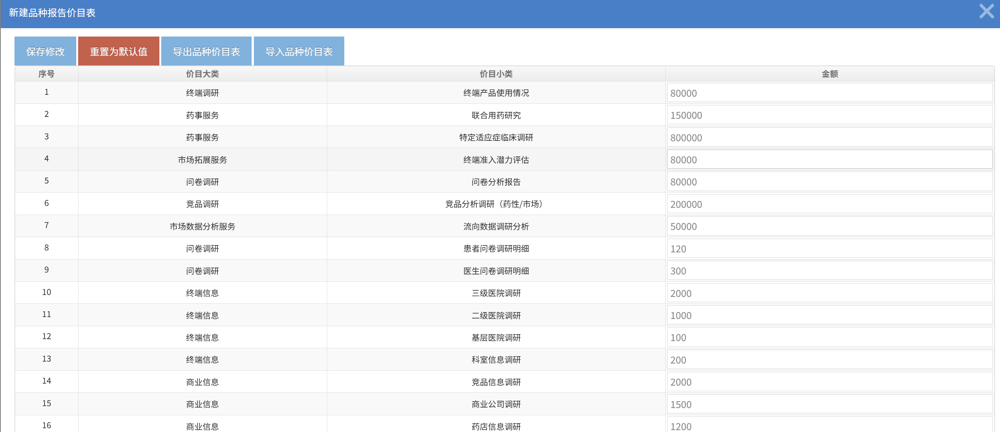 新建品种报告价目表
保存修改 重置为默认值 导出品种价目表 导入品种价目表
序号 价目大类 价目小类 金额
1 终端调研 终端产品使用情况 80000
2 药事服务 联合用药研究 150000
3 药事服务 特定适应症临床调研 800000
4 市场拓展服务 终端准入潜力评估 80000
5 问卷调研 问卷分析报告 80000
6 竞品调研 竞品分析调研（药性/市场） 200000
7 市场数据分析服务 流向数据调研分析 50000
8 问卷调研 患者问卷调研明细 120
9 问卷调研 医生问卷调研明细 300
10 终端信息 三级医院调研 2000
11 终端信息 二级医院调研 1000
12 终端信息 基层医院调研 100
13 终端信息 科室信息调研 200
14 商业信息 竞品信息调研 2000
15 商业信息 商业公司调研 1500
16 商业信息 药店信息调研 1200